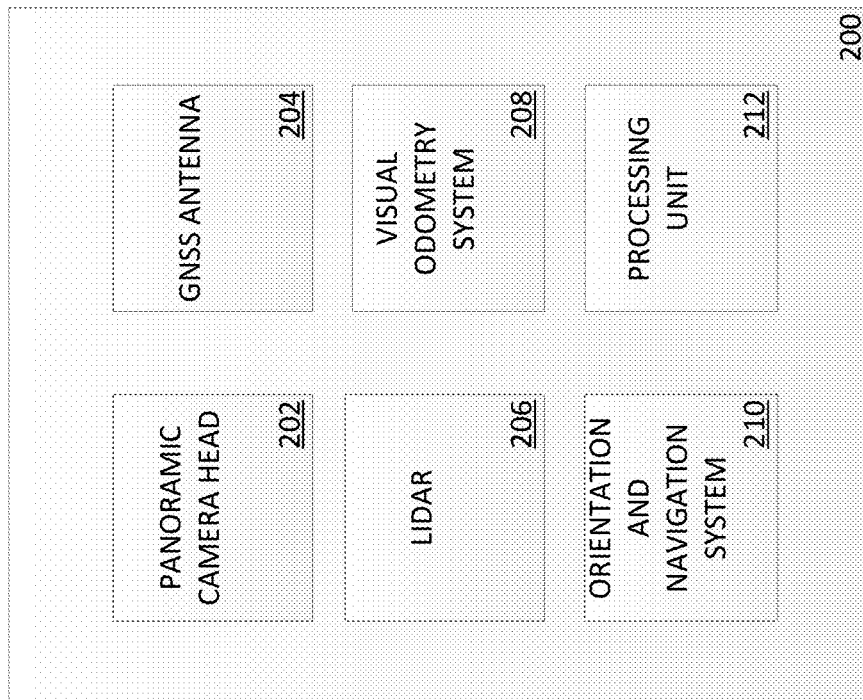 PANORAMIC
CAMERA HEAD
202
GNSS ANTENNA
204
LIDAR
206
VISUAL
ODOMETRY
SYSTEM
208
ORIENTATION
AND
NAVIGATION
SYSTEM
210
PROCESSING
UNIT
212
200